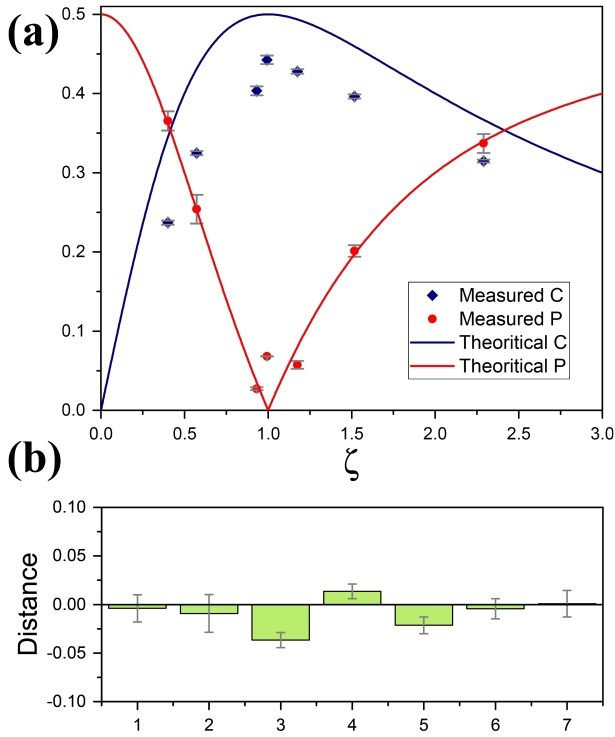 (a)
0.5
0.4
0.3
0.2
0.1
0.0
Measured C
Measured P
Theoritical C
Theoritical P
0.0 0.5 1.0 1.5 2.0 2.5 3.0
ζ
(b)
0.10
0.05
0.00
-0.05
-0.10
Distance
1 2 3 4 5 6 7